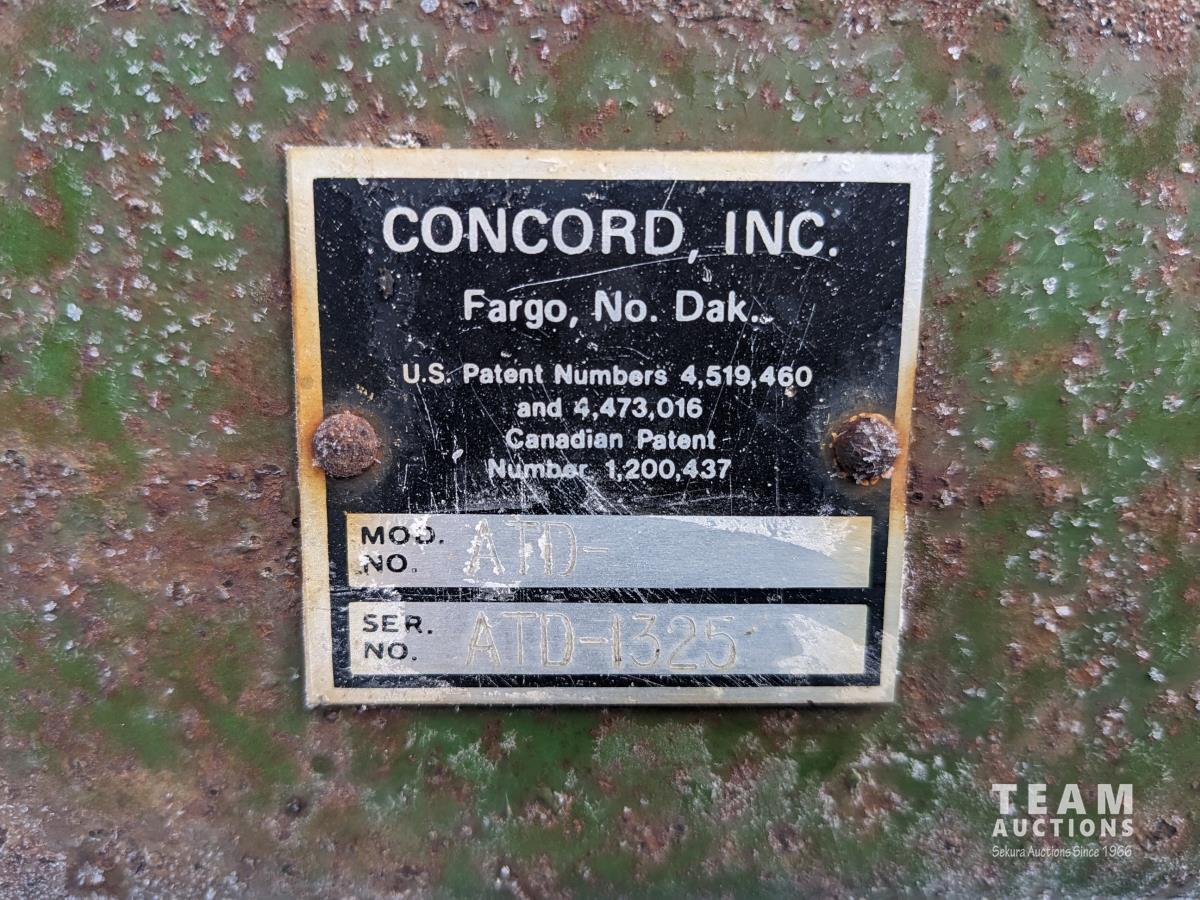 CONCORD, INC.
Fargo, No. Dak.
U.S. Patent Numbers 4,519,460
and 4,473,016
Canadian Patent
Number 1,200,437
MOD. NO. ATD-
SER. NO. ATD-1325
TEAM
AUCTIONS
Sekura Auctions Since 1966